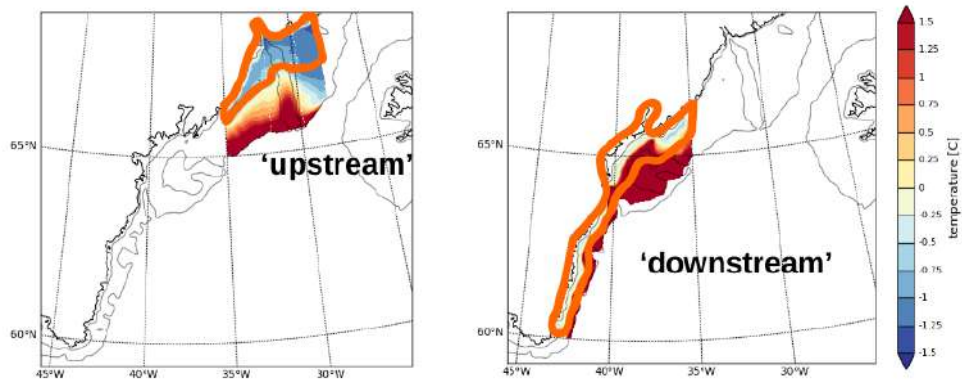 65°N
60°N
45°W
40°W
35°W
30°W
'upstream'
65°N
60°N
45°W
40°W
35°W
30°W
'downstream'
1.5
1.25
1
0.75
0.5
0.25
0
-0.25
-0.5
-0.75
-1
-1.25
-1.5
temperature [C]